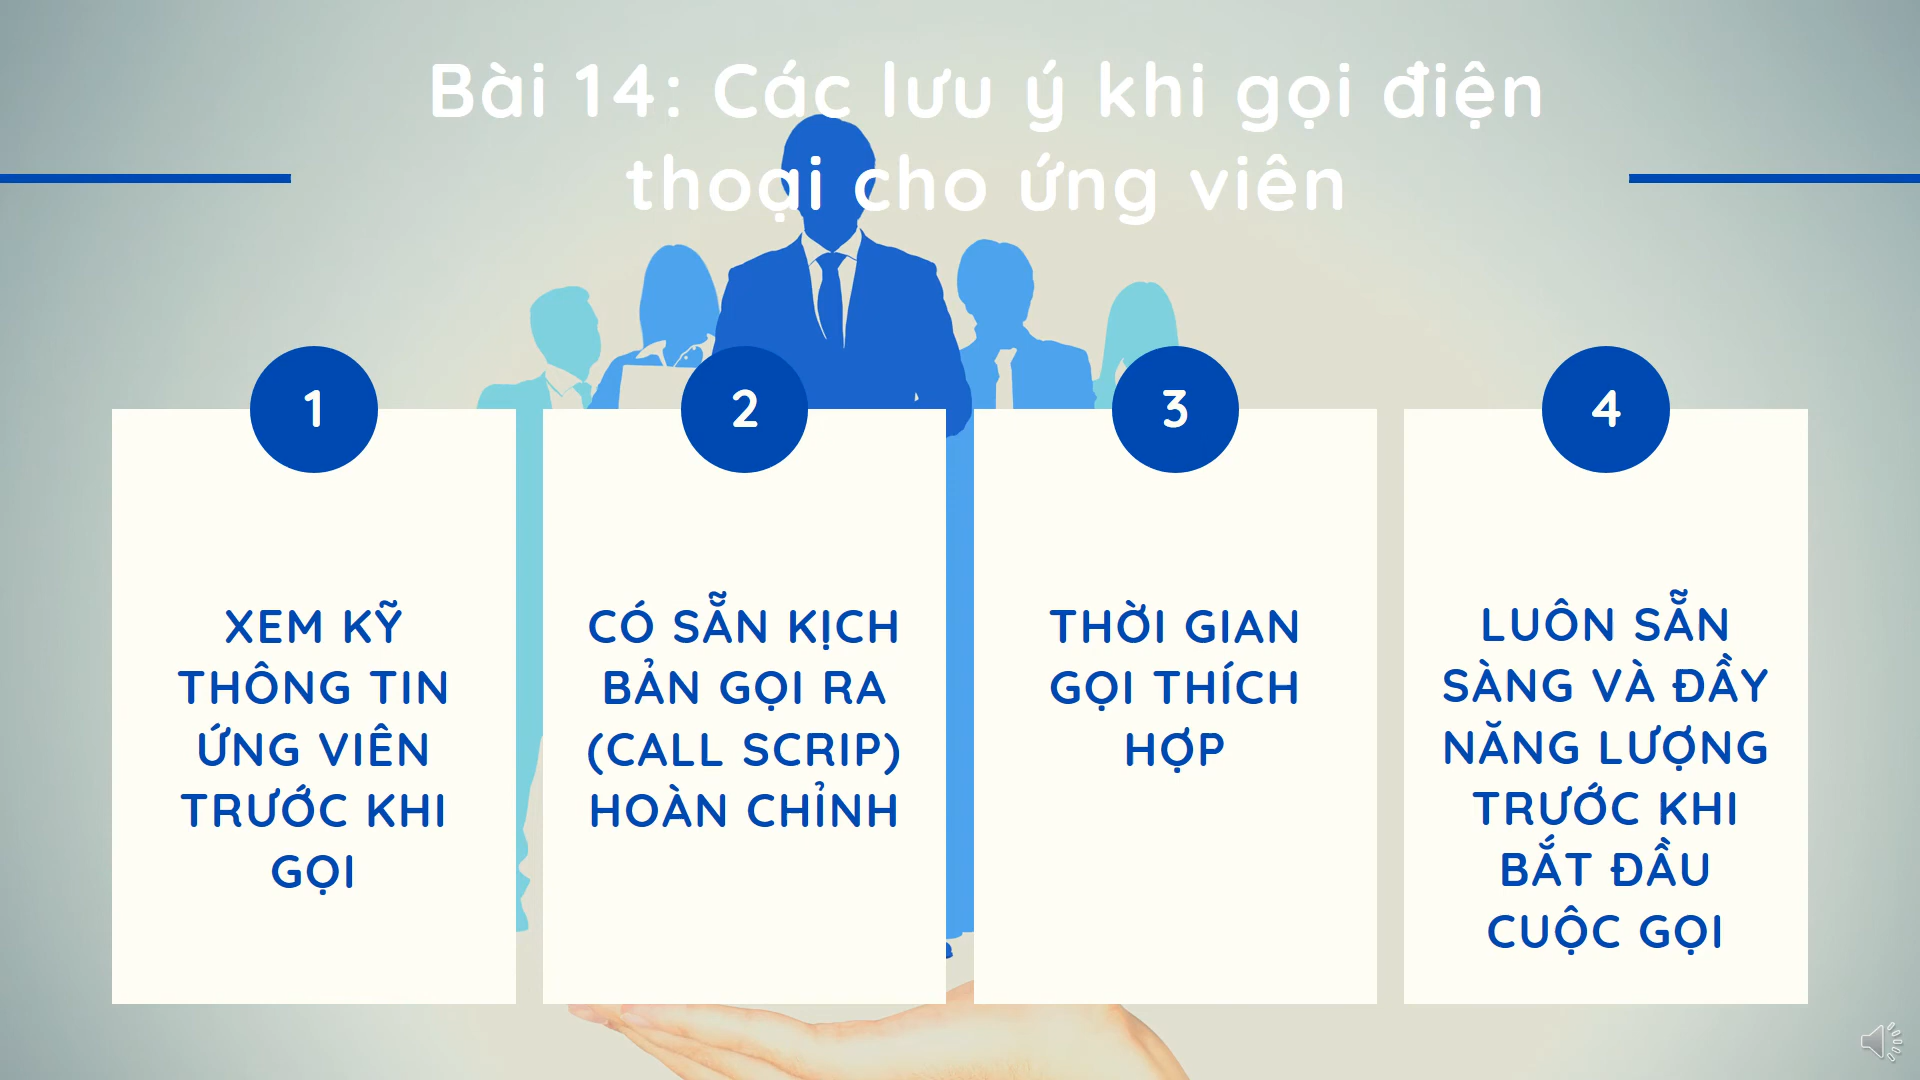 Bài 14: Các lưu ý khi gọi điện
thoại cho ứng viên
1
XEM KỸ
THÔNG TIN
ỨNG VIÊN
TRƯỚC KHI
GỌI
2
CÓ SẴN KỊCH
BẢN GỌI RA
(CALL SCRIP)
HOÀN CHỈNH
3
THỜI GIAN
GỌI THÍCH
HỢP
4
LUÔN SẴN
SÀNG VÀ ĐẦY
NĂNG LƯỢNG
TRƯỚC KHI
BẮT ĐẦU
CUỘC GỌI